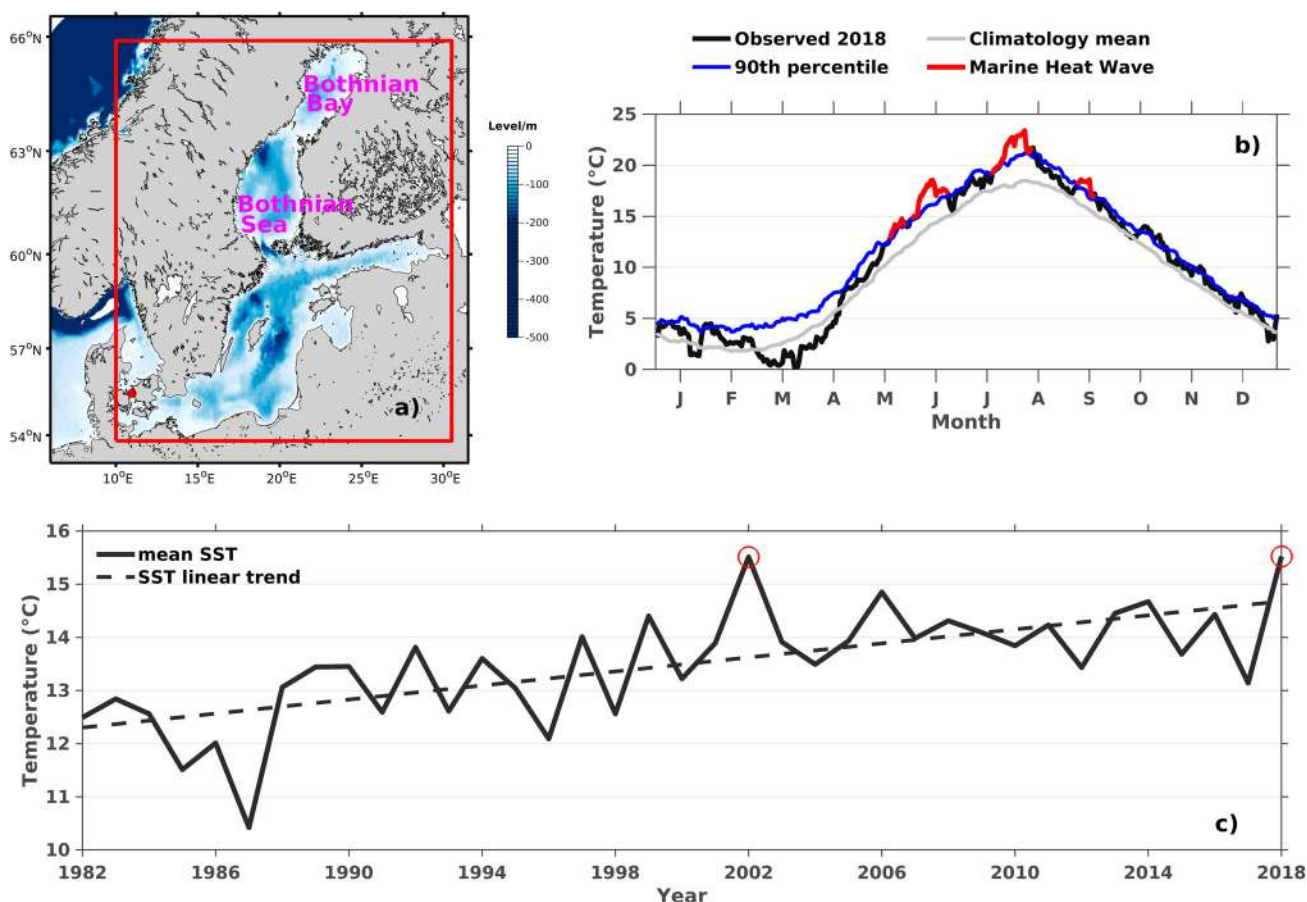 66°N
63°N
60°N
57°N
54°N
10°E
15°E
20°E
25°E
30°E
Bothnian
Bay
Bothnian
Sea
a)
Level/m
0
-100
-200
-300
-400
-500
Observed 2018
Climatology mean
90th percentile
Marine Heat Wave
b)
Temperature (°C)
25
20
15
10
5
0
J F M A M J J A S O N D
Month
mean SST
SST linear trend
Temperature (°C)
16
15
14
13
12
11
10
c)
1982 1986 1990 1994 1998 2002 2006 2010 2014 2018
Year